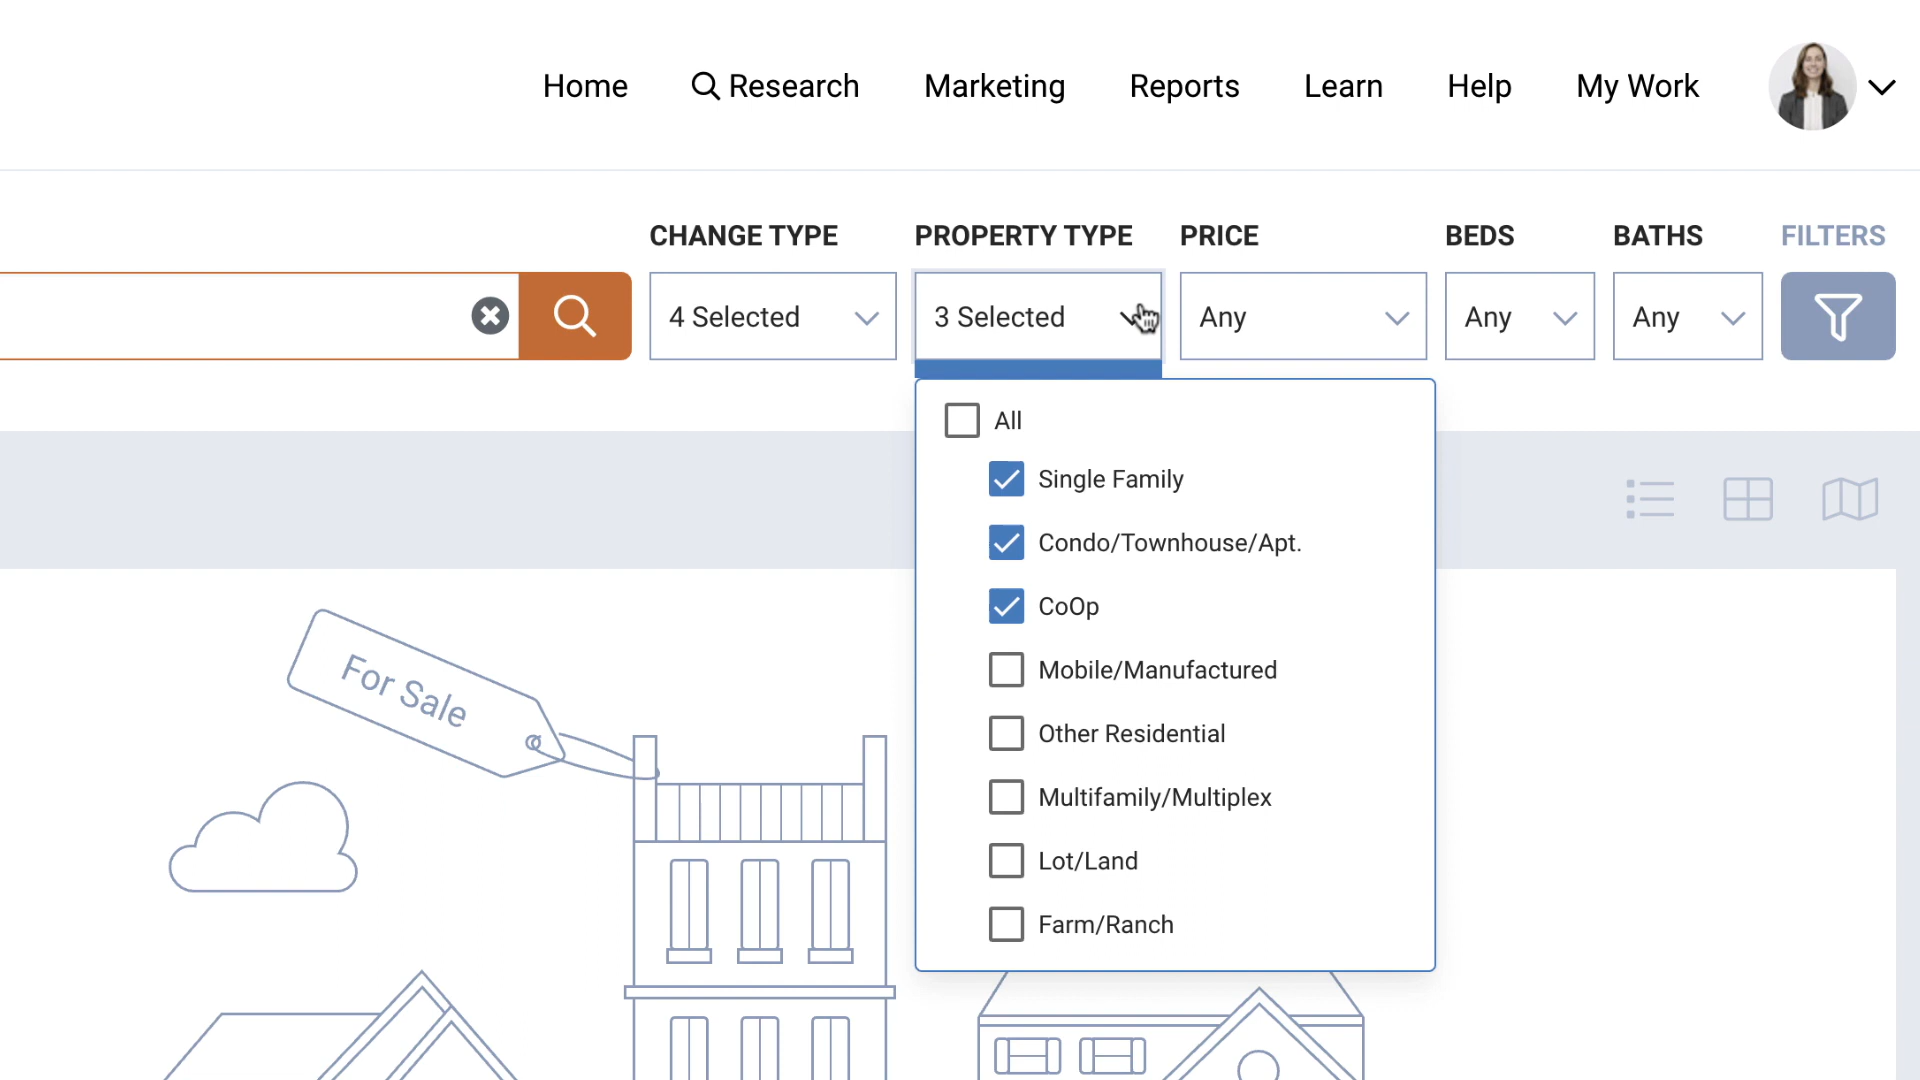 Home Research Marketing Reports Learn Help My Work
CHANGE TYPE PROPERTY TYPE PRICE BEDS BATHS FILTERS
4 Selected 3 Selected Any Any Any
All
Single Family
Condo/Townhouse/Apt.
CoOp
Mobile/Manufactured
Other Residential
Multifamily/Multiplex
Lot/Land
Farm/Ranch
For Sale